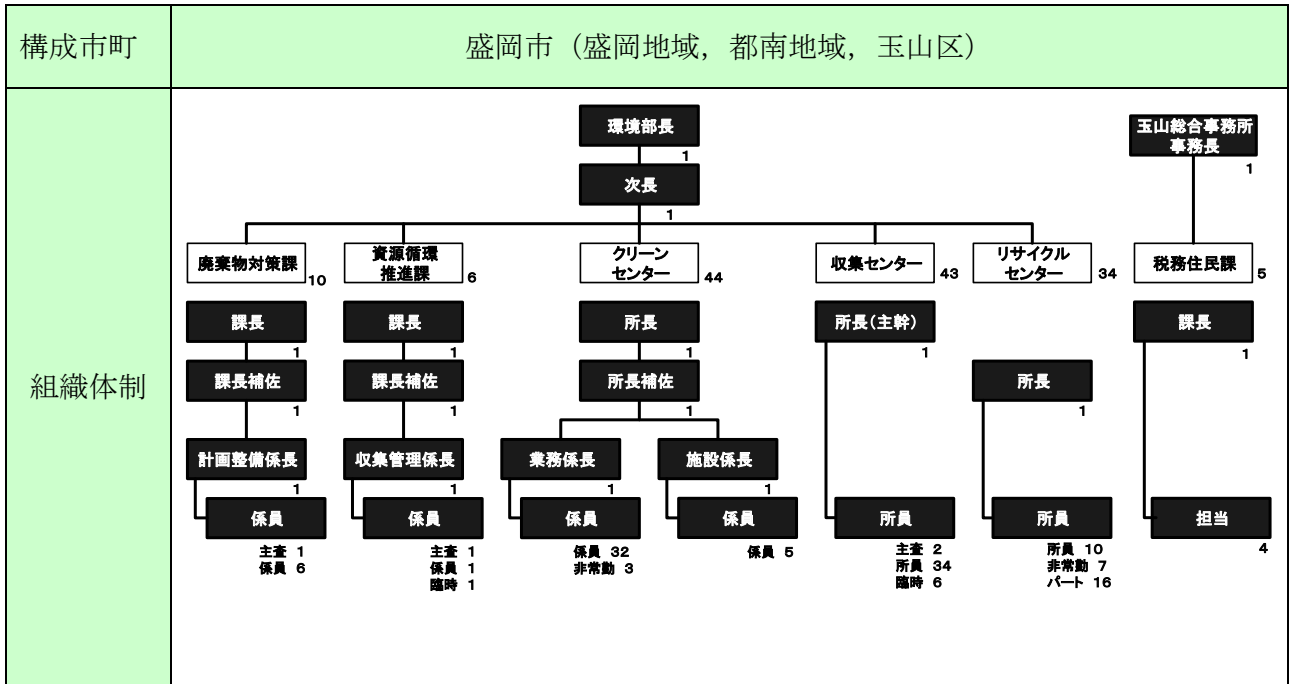 構成市町
盛岡市（盛岡地域，都南地域，玉山区）
組織体制
環境部長
1
次長
1
玉山総合事務所
事務長
1
廃棄物対策課
10
資源循環
推進課
6
クリーン
センター
44
収集センター
43
リサイクル
センター
34
税務住民課
5
課長
1
課長
1
所長
1
所長（主幹）
1
課長
1
課長補佐
1
課長補佐
1
所長補佐
1
所長
1
計画整備係長
1
収集管理係長
1
業務係長
1
施設係長
1
係員
係員
係員
係員
所員
所員
担当
4
主査 1
係員 6
主査 1
係員 1
臨時 1
係員 32
非常勤 3
係員 5
主査 2
所員 34
臨時 6
所員 10
非常勤 7
パート 16